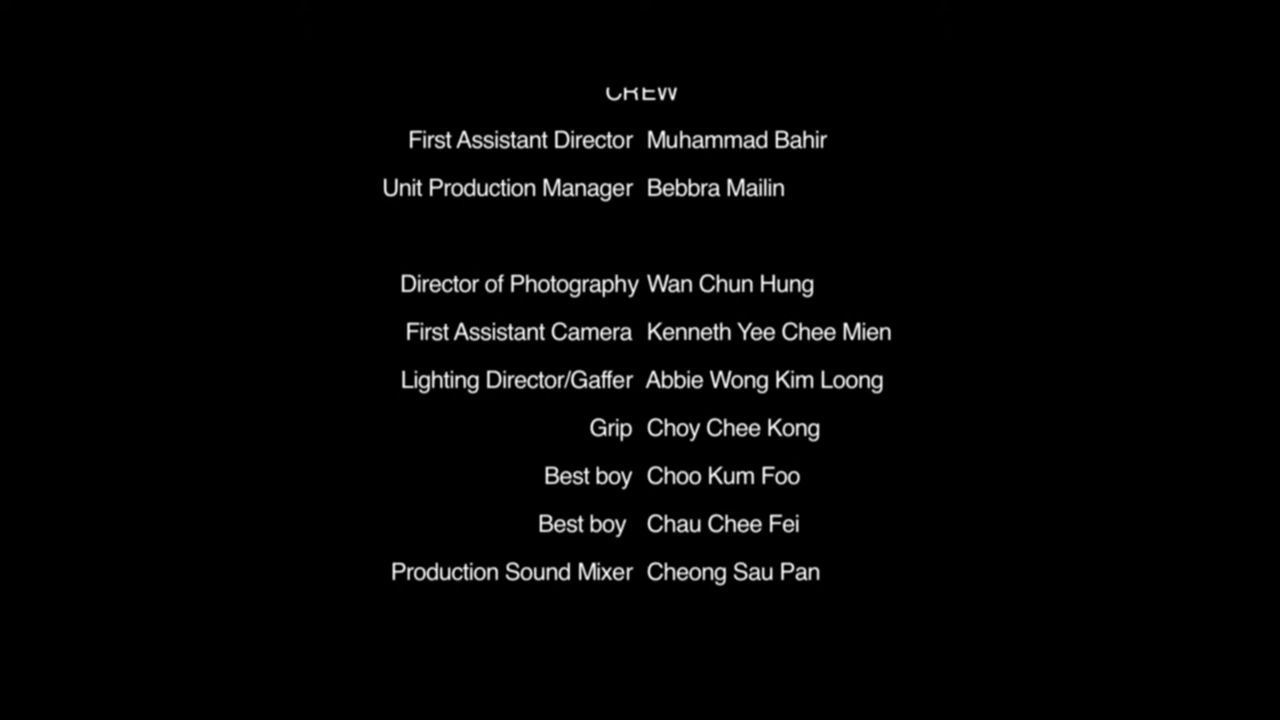 CREW
First Assistant Director Muhammad Bahir
Unit Production Manager Bebbra Mailin
Director of Photography Wan Chun Hung
First Assistant Camera Kenneth Yee Chee Mien
Lighting Director/Gaffer Abbie Wong Kim Loong
Grip Choy Chee Kong
Best boy Choo Kum Foo
Best boy Chau Chee Fei
Production Sound Mixer Cheong Sau Pan